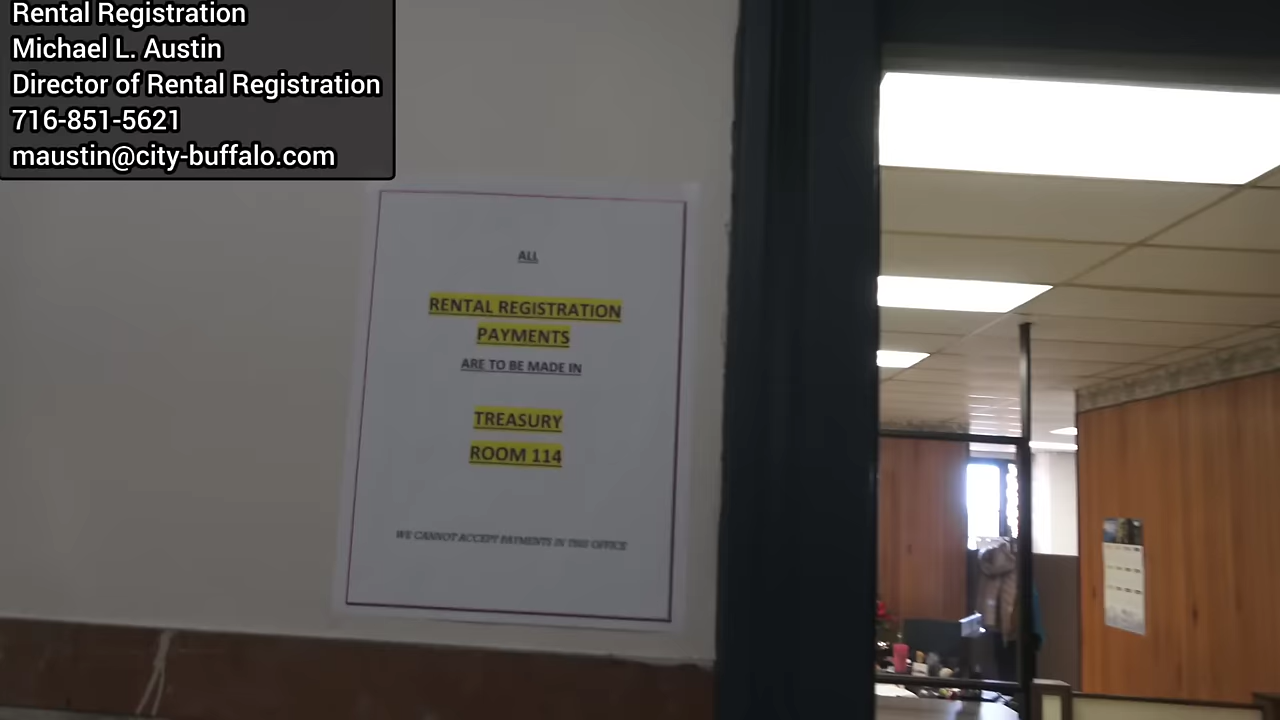 Rental Registration
Michael L. Austin
Director of Rental Registration
716-851-5621
maustin@city-buffalo.com
ALL
RENTAL REGISTRATION
PAYMENTS
ARE TO BE MADE IN
TREASURY
ROOM 114
WE CANNOT ACCEPT PAYMENTS IN THIS OFFICE